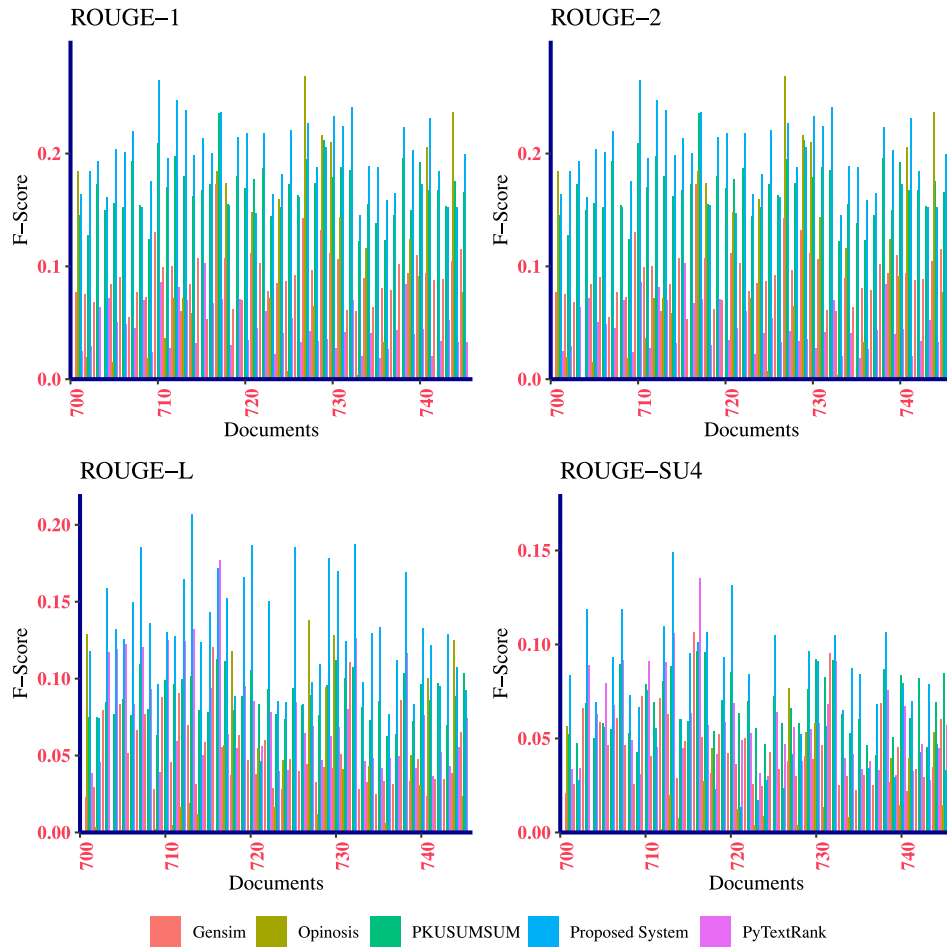 ROUGE−1
F−Score
0.2
0.1
0.0
700
710
720
730
740
Documents
ROUGE−2
F−Score
0.2
0.1
0.0
700
710
720
730
740
Documents
ROUGE−L
F−Score
0.20
0.15
0.10
0.05
0.00
700
710
720
730
740
Documents
ROUGE−SU4
F−Score
0.15
0.10
0.05
0.00
700
710
720
730
740
Documents
Gensim Opinosis PKUSUMSUM Proposed System PyTextRank